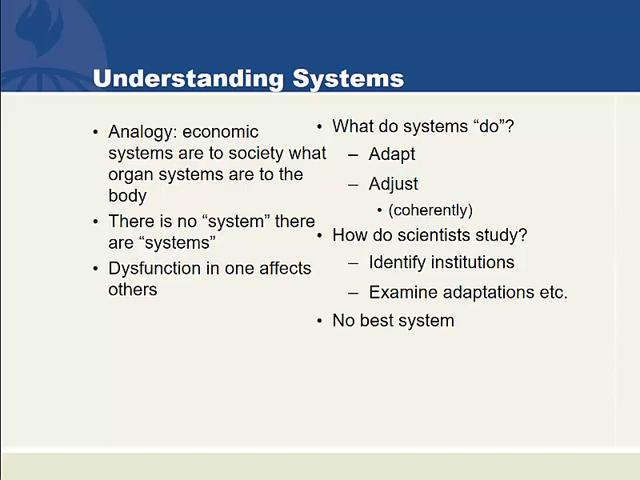 Understanding Systems
• Analogy: economic
systems are to society what
organ systems are to the
body
• There is no “system” there
are “systems”
• Dysfunction in one affects
others
• What do systems “do”?
– Adapt
– Adjust
• (coherently)
• How do scientists study?
– Identify institutions
– Examine adaptations etc.
• No best system